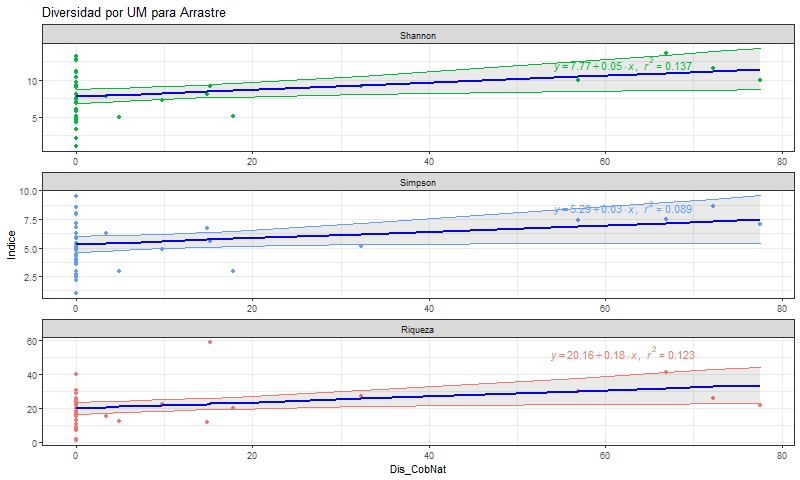 Diversidad por UM para Arrastre
Shannon
y = 7.77 + 0.05 · x, r² = 0.137
10
5
0 20 40 60 80
Simpson
y = 5.29 + 0.03 · x, r² = 0.089
10.0
7.5
5.0
2.5
0 20 40 60 80
Indice
Riqueza
y = 20.16 + 0.18 · x, r² = 0.123
60
40
20
0
0 20 40 60 80
Dis_CobNat